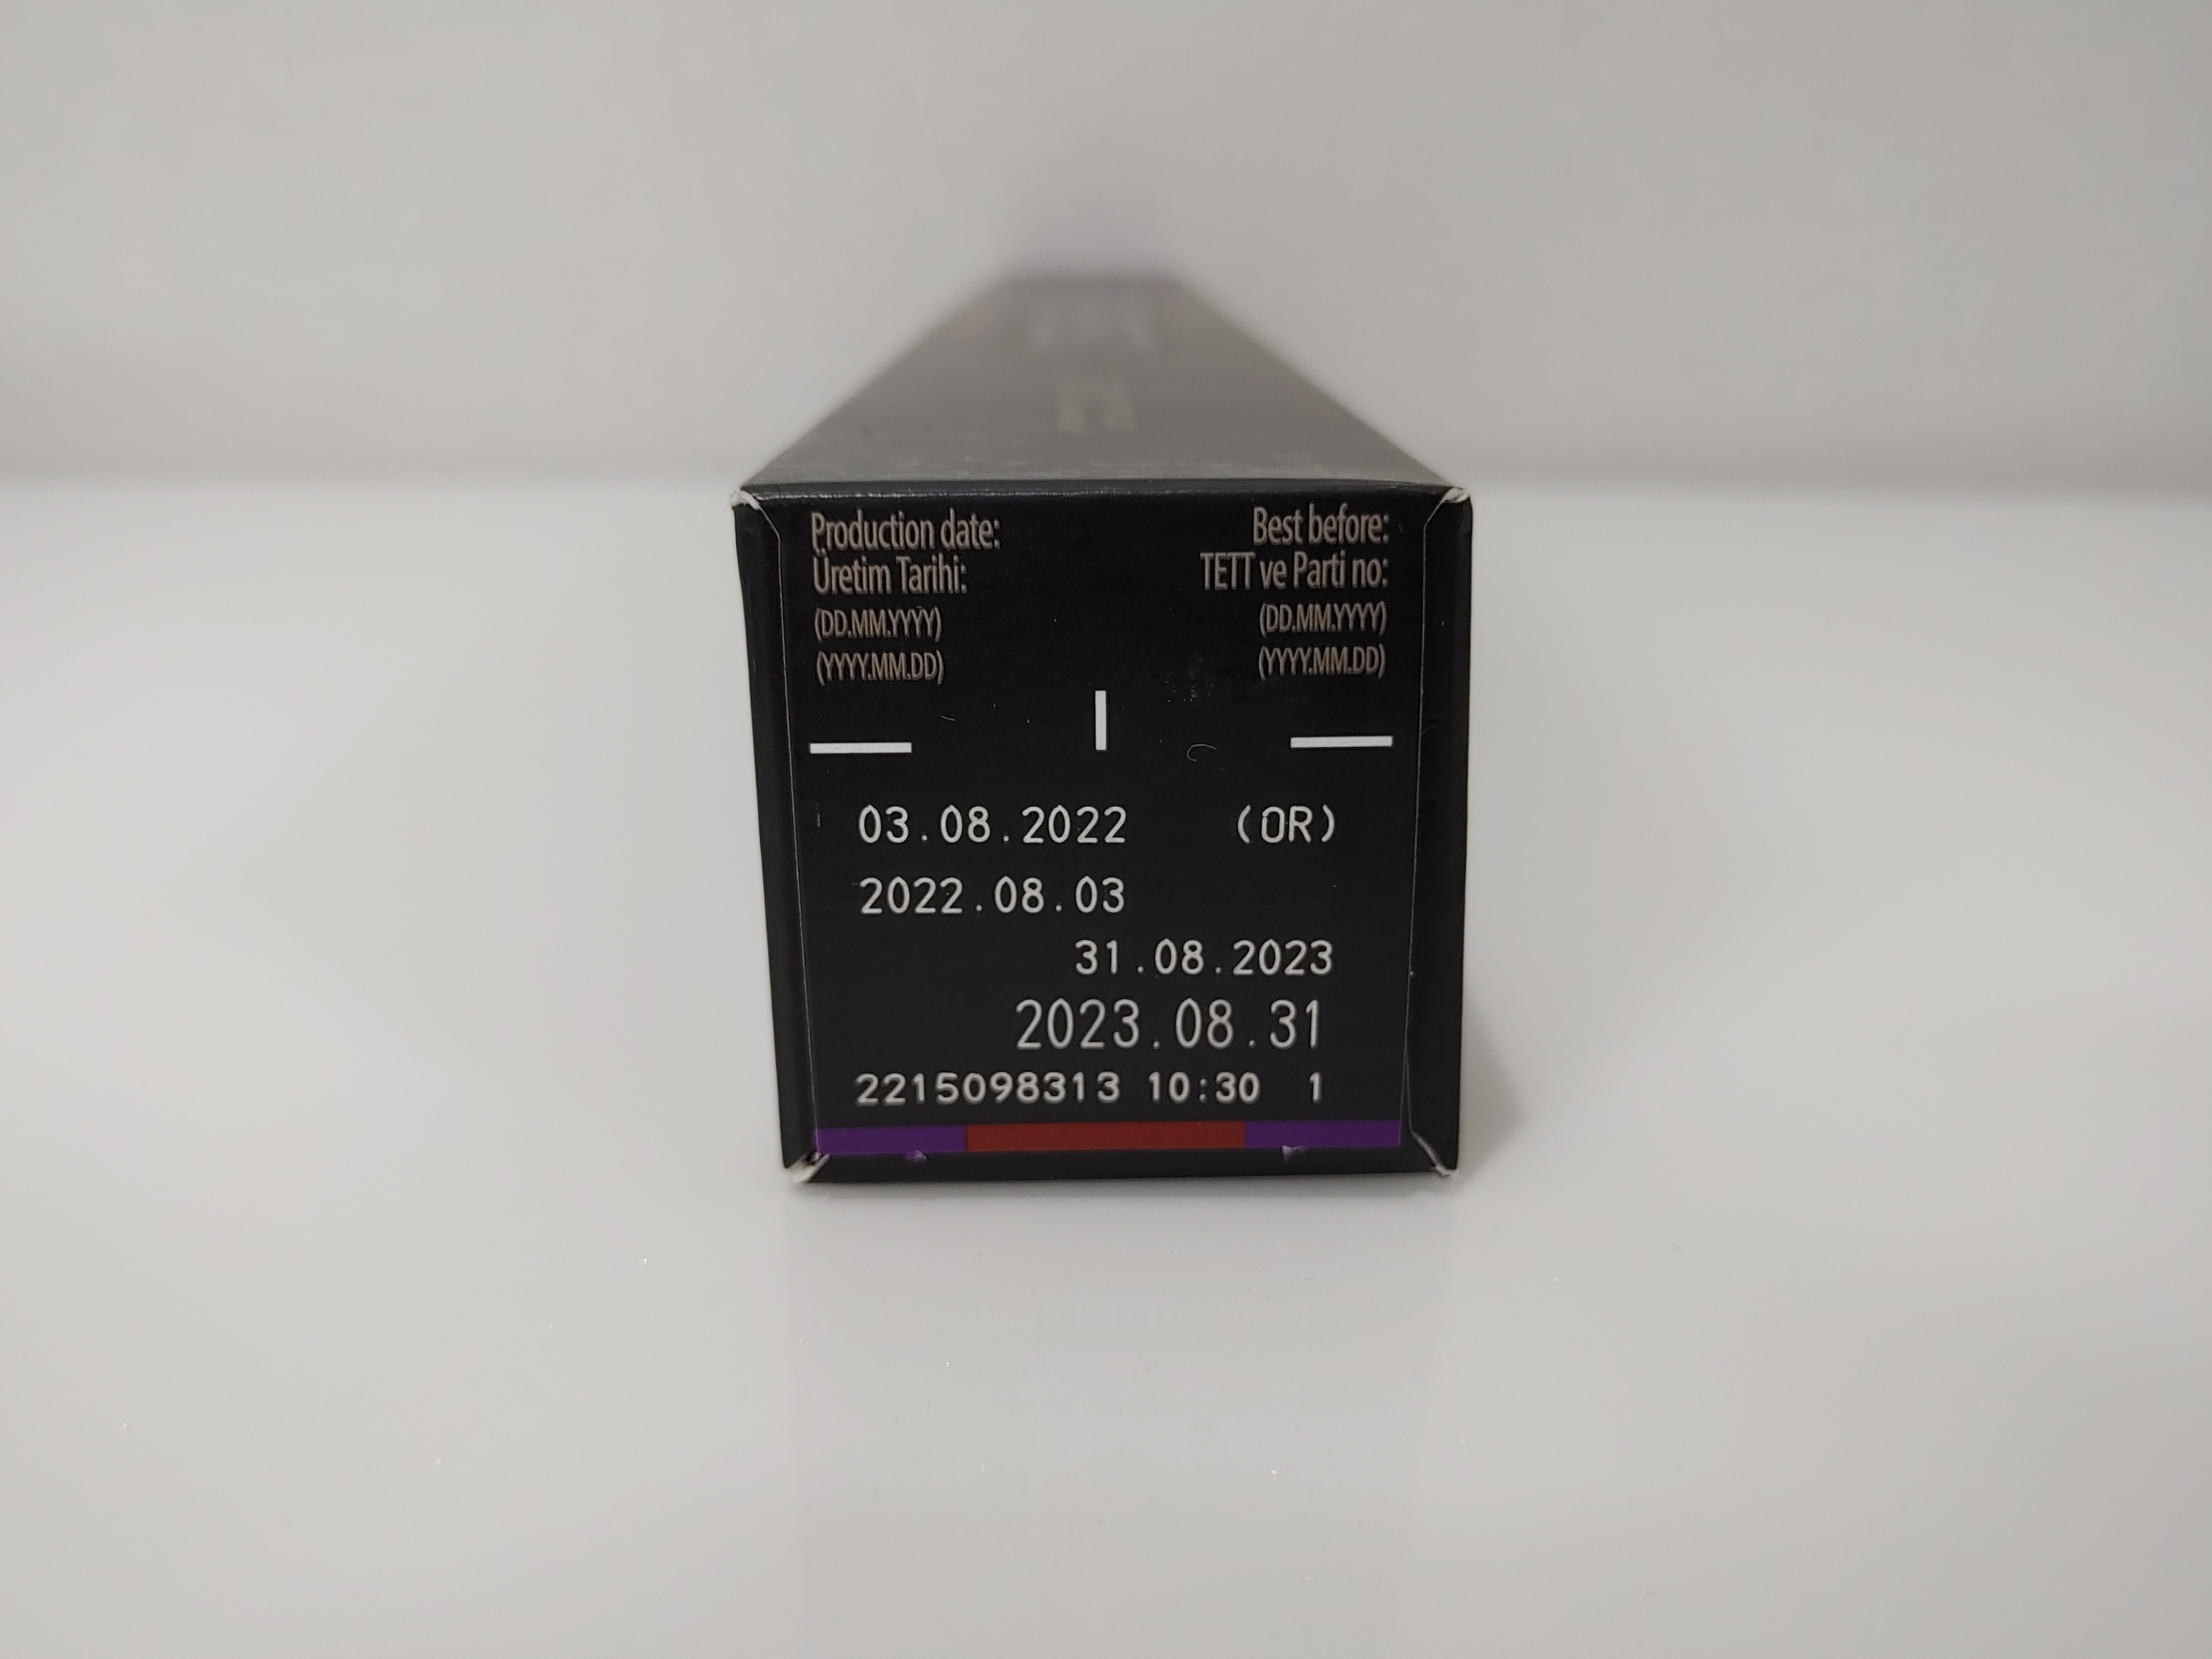 Production date:
Üretim Tarihi:
(DD.MM.YYYY)
(YYYY.MM.DD)
Best before:
TETT ve Parti no:
(DD.MM.YYYY)
(YYYY.MM.DD)
03.08.2022 (OR)
2022.08.03
31.08.2023
2023.08.31
2215098313 10:30 1